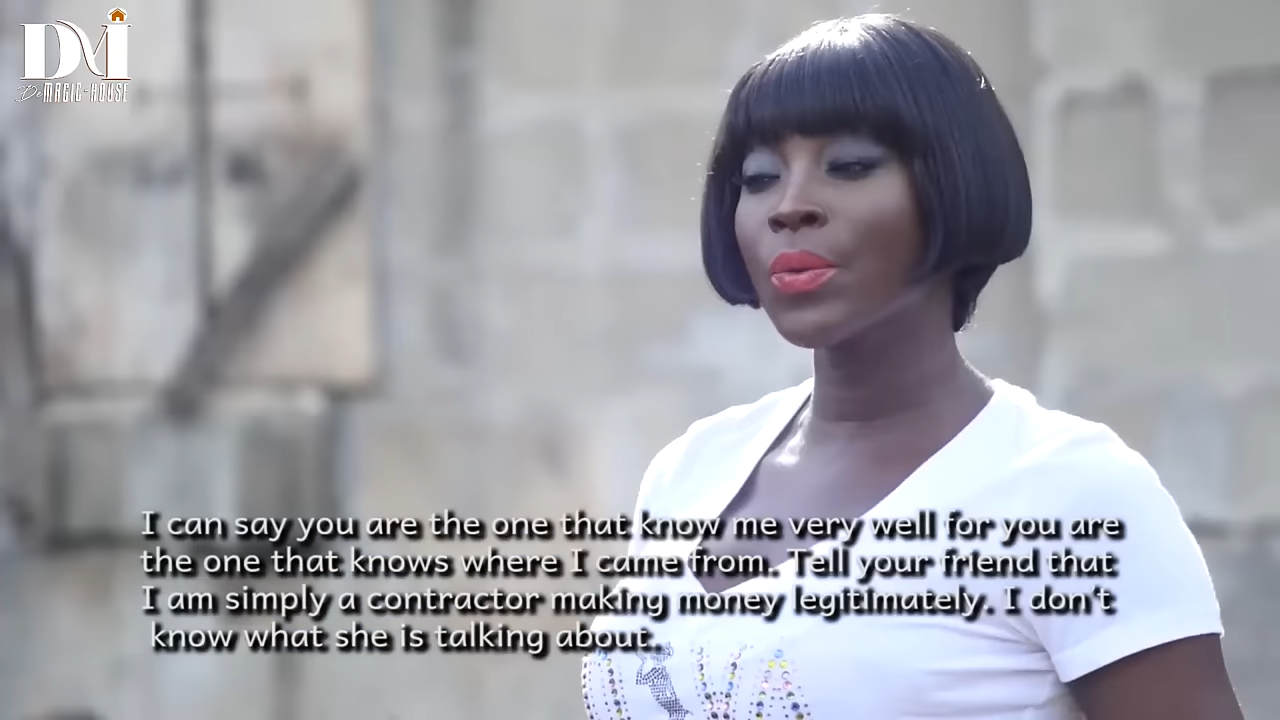 DM
De MAGIC-HOUSE
I can say you are the one that know me very well for you are
the one that knows where I came from. Tell your friend that
I am simply a contractor making money legitimately. I don't
know what she is talking about.